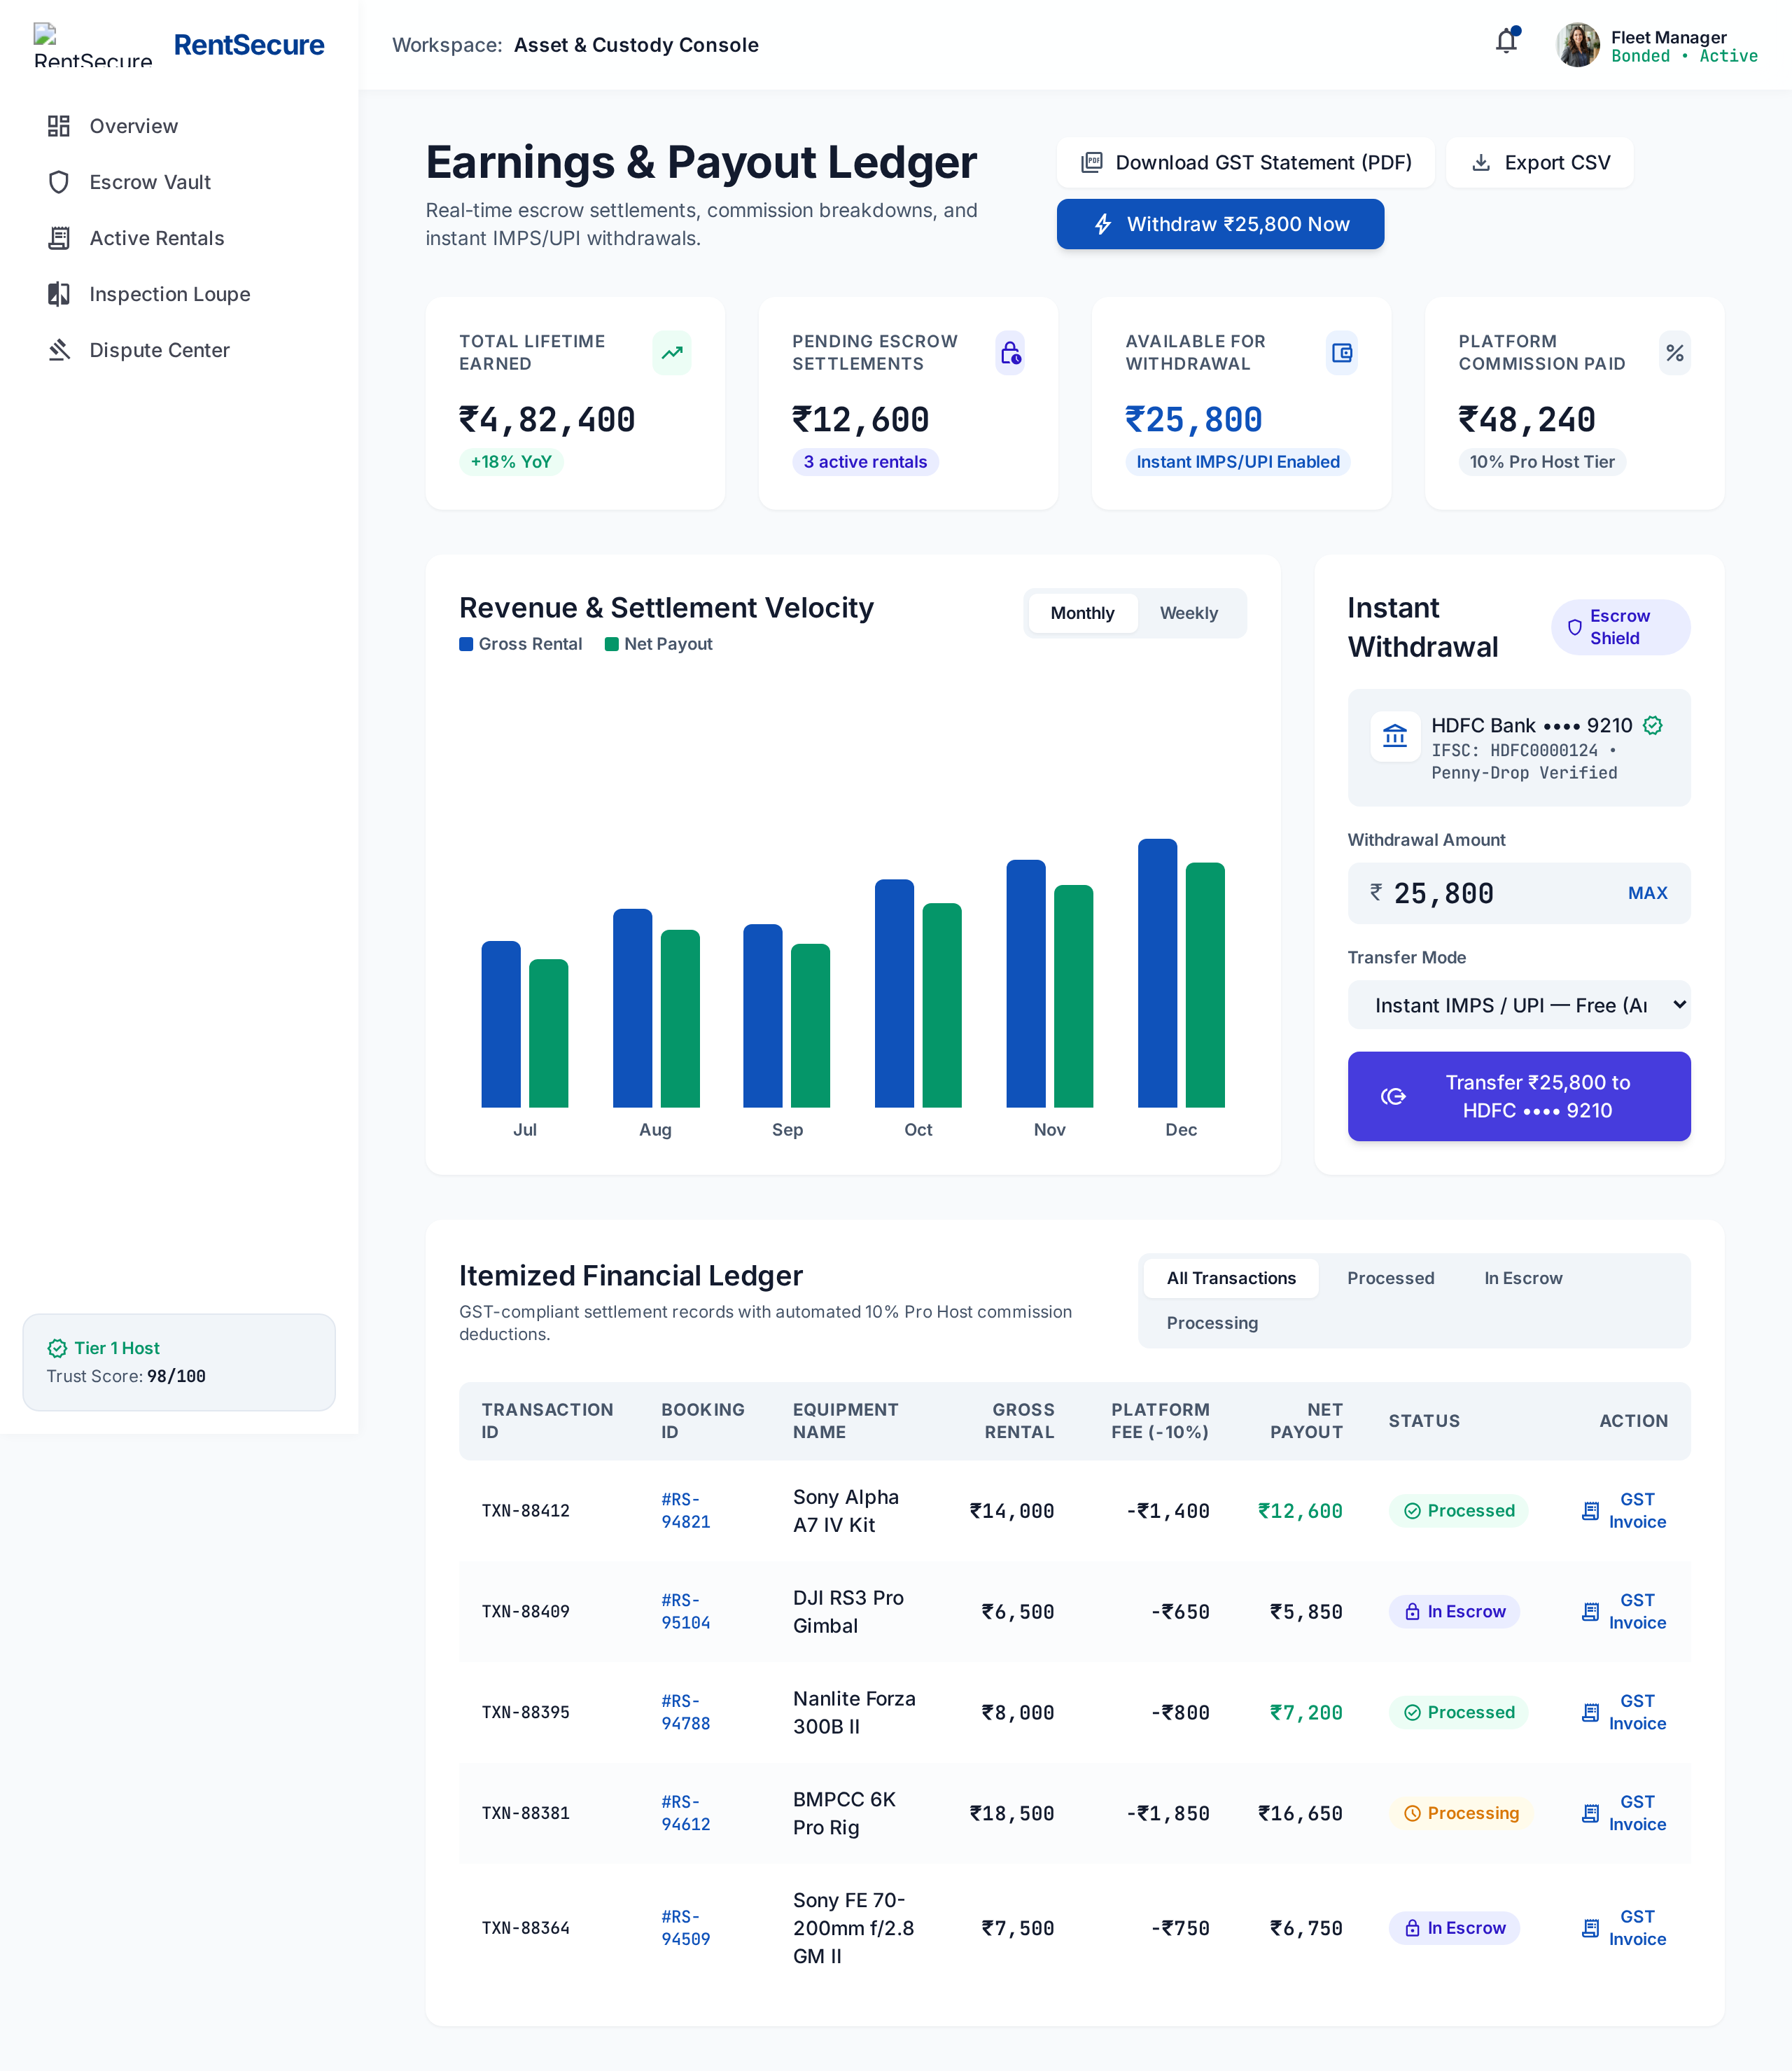 RentSecure
RentSecure
Overview
Escrow Vault
Active Rentals
Inspection Loupe
Dispute Center
Tier 1 Host
Trust Score: 98/100
Workspace: Asset & Custody Console
Fleet Manager
Bonded • Active
Earnings & Payout Ledger
Real-time escrow settlements, commission breakdowns, and
instant IMPS/UPI withdrawals.
PDF
Download GST Statement (PDF)
Export CSV
Withdraw ₹25,800 Now
TOTAL LIFETIME
EARNED
₹4,82,400
+18% YoY
PENDING ESCROW
SETTLEMENTS
₹12,600
3 active rentals
AVAILABLE FOR
WITHDRAWAL
₹25,800
Instant IMPS/UPI Enabled
PLATFORM
COMMISSION PAID
%
₹48,240
10% Pro Host Tier
Revenue & Settlement Velocity
Gross Rental
Net Payout
Monthly
Weekly
Jul
Aug
Sep
Oct
Nov
Dec
Instant
Withdrawal
Escrow
Shield
HDFC Bank •••• 9210
IFSC: HDFC0000124 •
Penny-Drop Verified
Withdrawal Amount
₹ 25,800
MAX
Transfer Mode
Instant IMPS / UPI — Free (
Transfer ₹25,800 to
HDFC •••• 9210
Itemized Financial Ledger
GST-compliant settlement records with automated 10% Pro Host commission
deductions.
All Transactions
Processed
In Escrow
Processing
TRANSACTION
ID
BOOKING
ID
EQUIPMENT
NAME
GROSS
RENTAL
PLATFORM
FEE (-10%)
NET
PAYOUT
STATUS
ACTION
TXN-88412
#RS-
94821
Sony Alpha
A7 IV Kit
₹14,000
-₹1,400
₹12,600
Processed
GST
Invoice
TXN-88409
#RS-
95104
DJI RS3 Pro
Gimbal
₹6,500
-₹650
₹5,850
In Escrow
GST
Invoice
TXN-88395
#RS-
94788
Nanlite Forza
300B II
₹8,000
-₹800
₹7,200
Processed
GST
Invoice
TXN-88381
#RS-
94612
BMPCC 6K
Pro Rig
₹18,500
-₹1,850
₹16,650
Processing
GST
Invoice
TXN-88364
#RS-
94509
Sony FE 70-
200mm f/2.8
GM II
₹7,500
-₹750
₹6,750
In Escrow
GST
Invoice